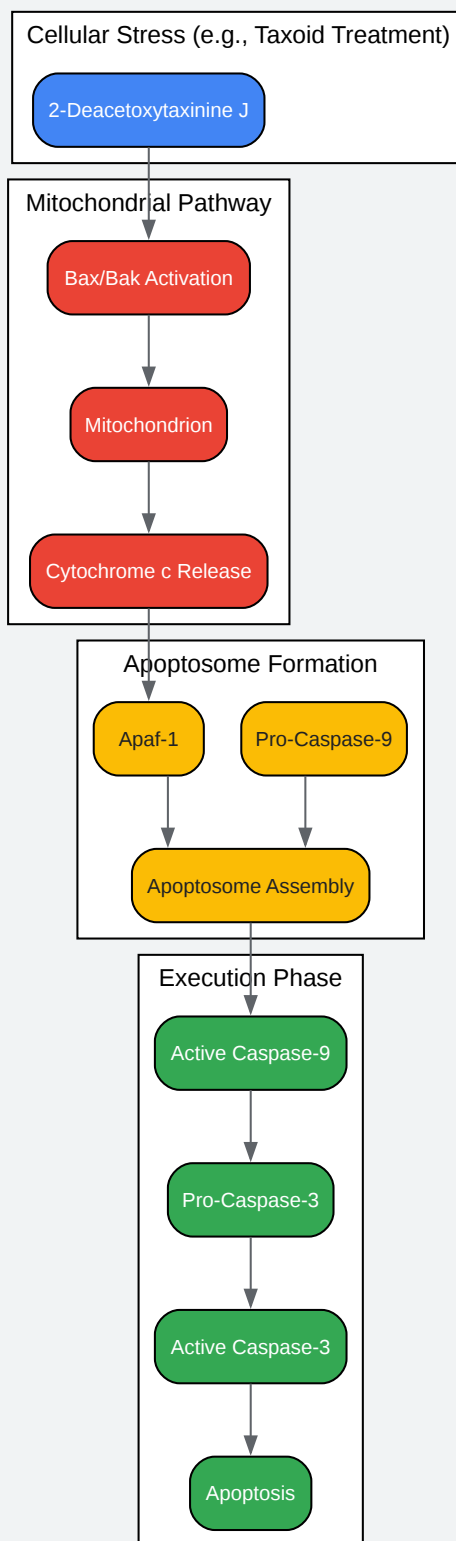 Cellular Stress (e.g., Taxoid Treatment)
2-Deacetoxytaxinine J
Mitochondrial Pathway
Bax/Bak Activation
Mitochondrion
Cytochrome c Release
Apoptosome Formation
Apaf-1
Pro-Caspase-9
Apoptosome Assembly
Execution Phase
Active Caspase-9
Pro-Caspase-3
Active Caspase-3
Apoptosis